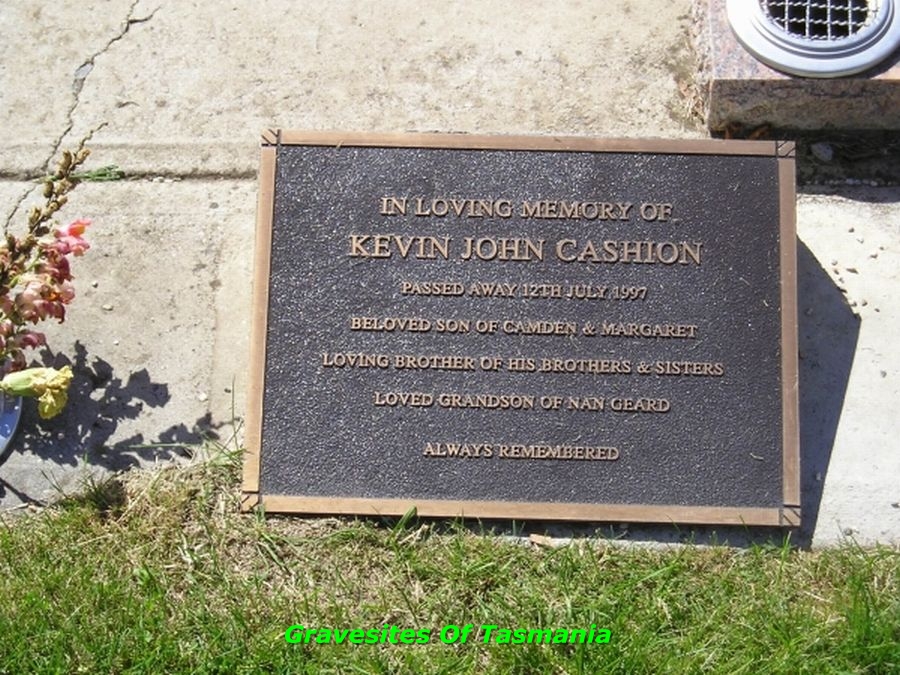 IN LOVING MEMORY OF
KEVIN JOHN CASHION
PASSED AWAY 12TH JULY 1997
BELOVED SON OF CAMDEN & MARGARET
LOVING BROTHER OF HIS BROTHERS & SISTERS
LOVED GRANDSON OF NAN GEARD
ALWAYS REMEMBERED
Gravesites Of Tasmania